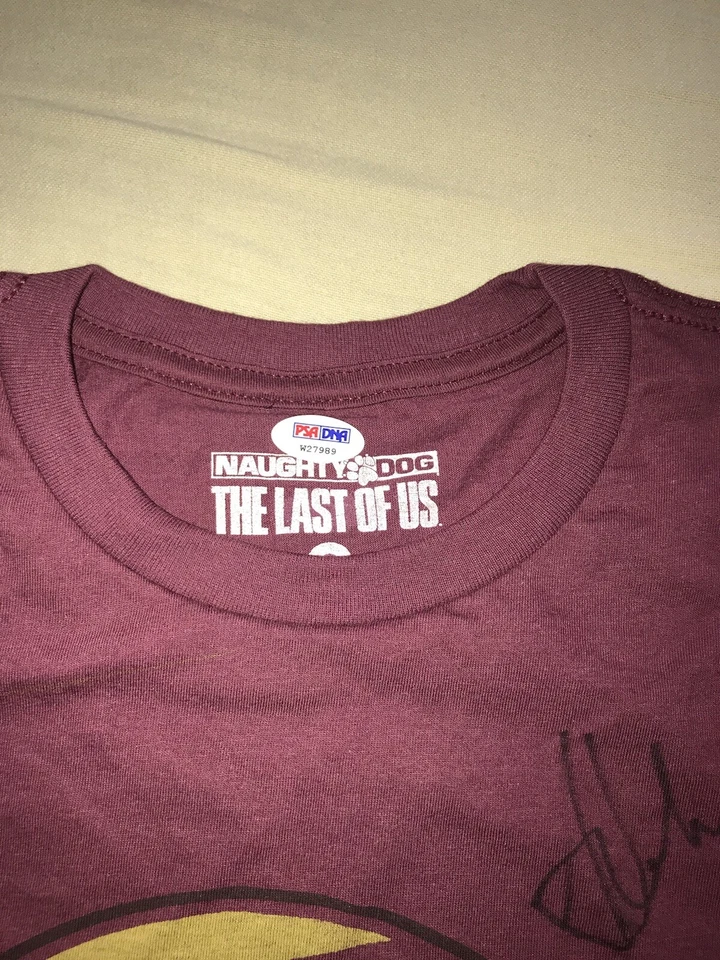 PSA DNA
W27989
NAUGHTY DOG
THE LAST OF US